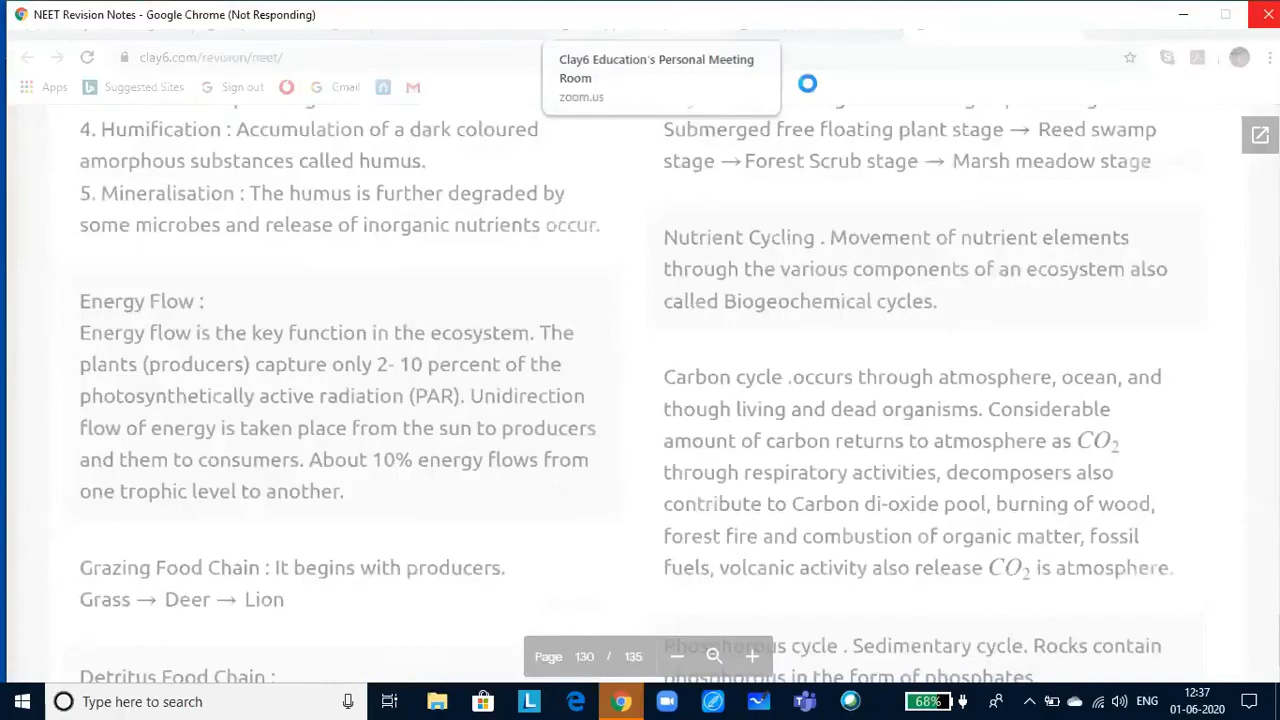 NEET Revision Notes - Google Chrome (Not Responding)
clay6.com/revision/neet/
Clay6 Education's Personal Meeting
Room
zoom.us
Apps Suggested Sites Sign out Gmail
4. Humification : Accumulation of a dark coloured
amorphous substances called humus.
5. Mineralisation : The humus is further degraded by
some microbes and release of inorganic nutrients occur.
Energy Flow :
Energy flow is the key function in the ecosystem. The
plants (producers) capture only 2- 10 percent of the
photosynthetically active radiation (PAR). Unidirection
flow of energy is taken place from the sun to producers
and them to consumers. About 10% energy flows from
one trophic level to another.
Grazing Food Chain : It begins with producers.
Grass → Deer → Lion
Detritus Food Chain :
Submerged free floating plant stage → Reed swamp
stage →Forest Scrub stage → Marsh meadow stage
Nutrient Cycling . Movement of nutrient elements
through the various components of an ecosystem also
called Biogeochemical cycles.
Carbon cycle .occurs through atmosphere, ocean, and
though living and dead organisms. Considerable
amount of carbon returns to atmosphere as CO₂
through respiratory activities, decomposers also
contribute to Carbon di-oxide pool, burning of wood,
forest fire and combustion of organic matter, fossil
fuels, volcanic activity also release CO₂ is atmosphere.
Phosphorous cycle . Sedimentary cycle. Rocks contain
phosphorous in the form of phosphates.
Page 130 / 135
Type here to search
68%
ENG
12:37
01-06-2020